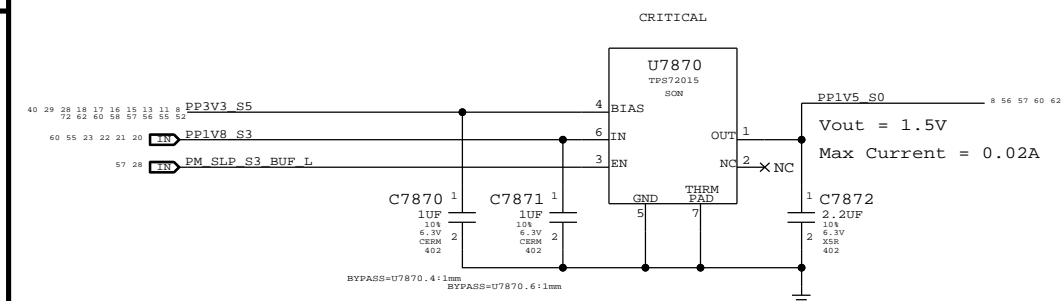 CRITICAL
U7870
TPS72015
SON
40 29 28 18 17 16 15 13 11 8
72 62 60 58 57 56 55 52
PP3V3_S5
4 BIAS
PP1V5_S0
8 56 57 60 62
60 55 23 22 21 20 IN PP1V8_S3
6 IN
OUT 1
Vout = 1.5V
57 28 IN PM_SLP_S3_BUF_L
3 EN
NC 2 NC
Max Current = 0.02A
GND
5
THRM
PAD
7
C7870 1
1UF
10%
6.3V
CERM
402
2
C7871 1
1UF
10%
6.3V
CERM
402
2
1 C7872
2.2UF
10%
6.3V
X5R
402
2
BYPASS=U7870.4:1mm
BYPASS=U7870.6:1mm